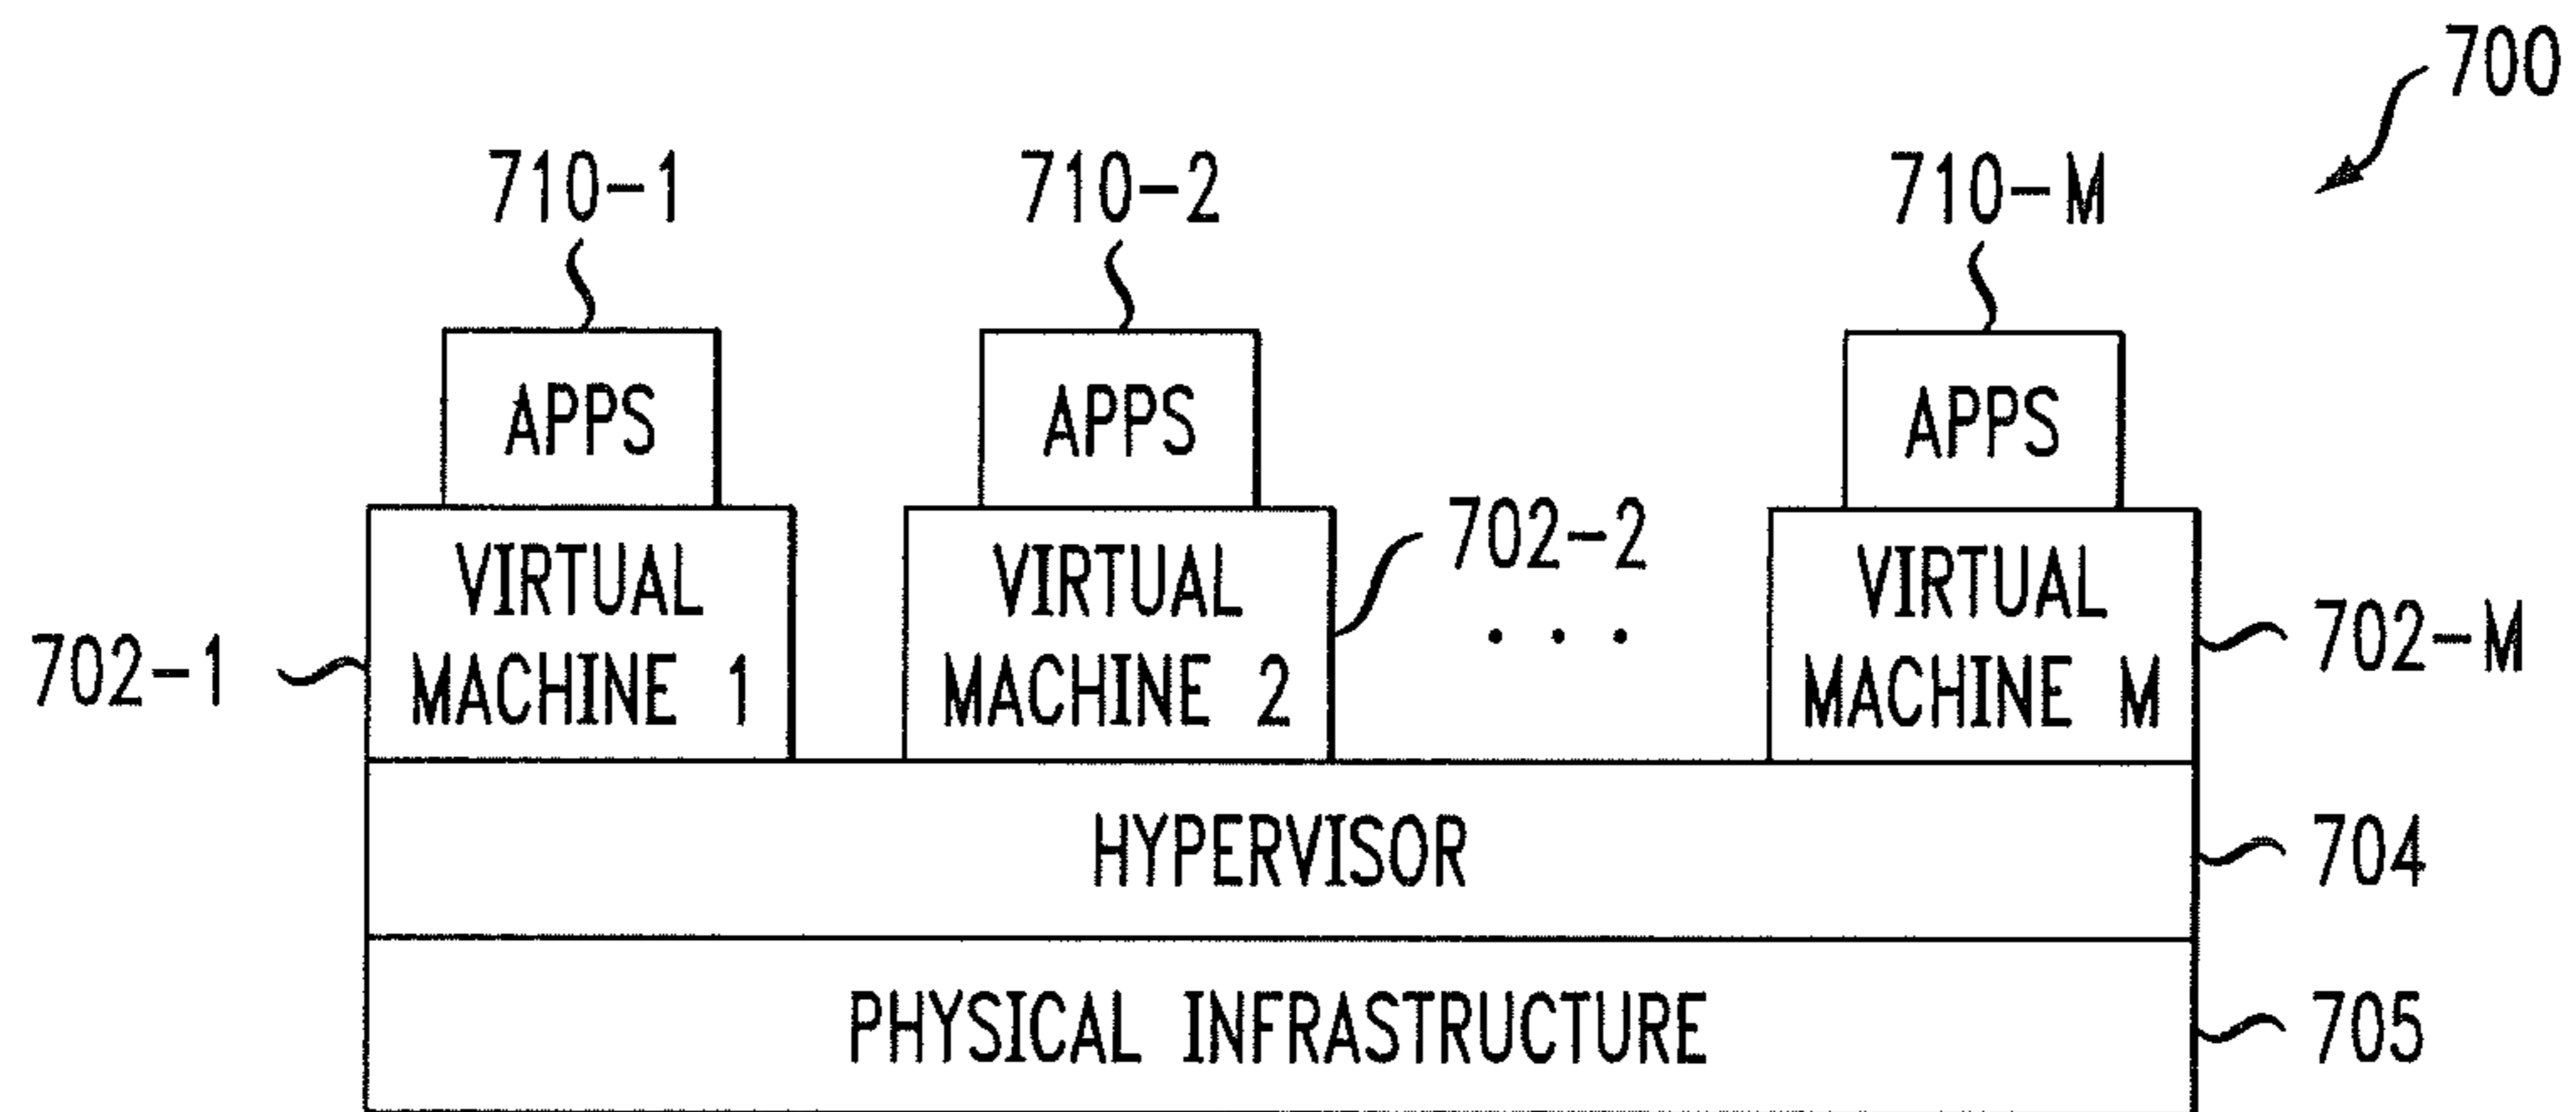 700
710-1
710-2
710-M
APPS
APPS
APPS
702-2
VIRTUAL
MACHINE 1
VIRTUAL
MACHINE 2
. . .
VIRTUAL
MACHINE M
702-1
702-M
HYPERVISOR
704
PHYSICAL INFRASTRUCTURE
705